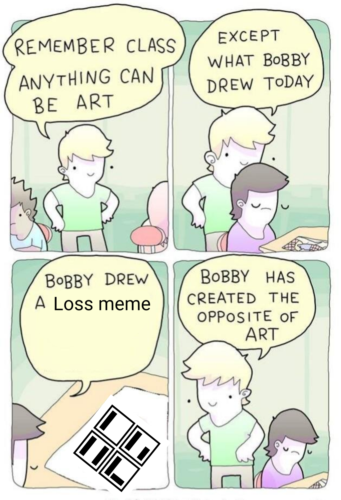 REMEMBER CLASS
ANYTHING CAN
BE ART
EXCEPT
WHAT BOBBY
DREW TODAY
BOBBY DREW
A Loss meme
BOBBY HAS
CREATED THE
OPPOSITE OF
ART